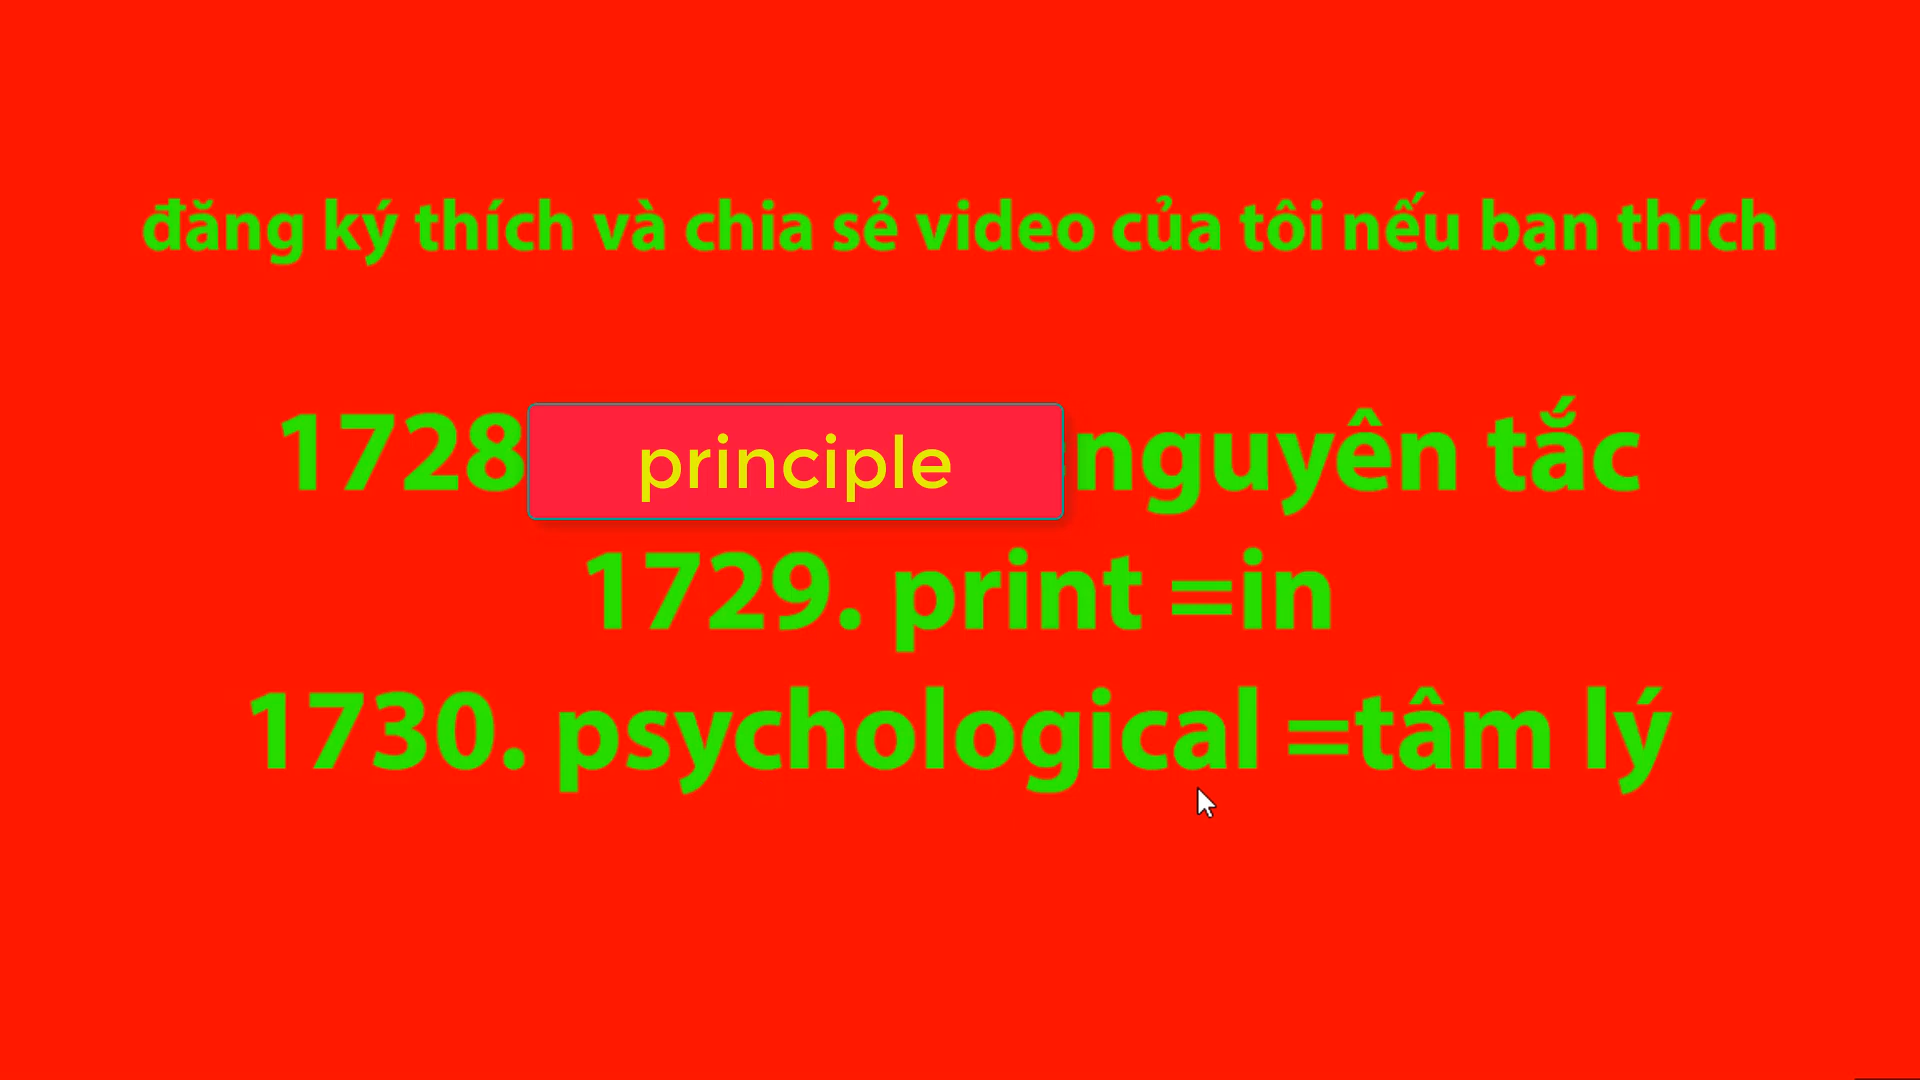 đăng ký thích và chia sẻ video của tôi nếu bạn thích
1728 principle nguyên tắc
1729. print =in
1730. psychological =tâm lý